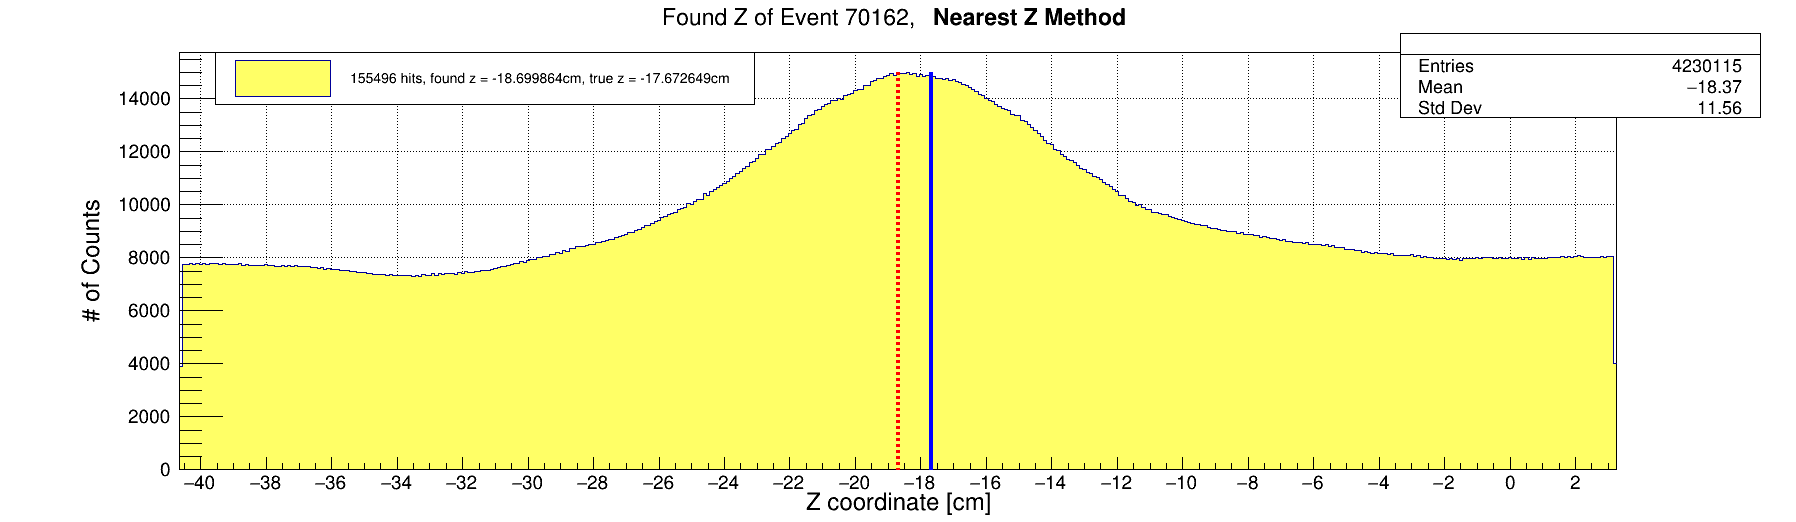 Found Z of Event 70162, Nearest Z Method
155496 hits, found z = -18.699864cm, true z = -17.672649cm
Entries 4230115
Mean −18.37
Std Dev 11.56
# of Counts
14000
12000
10000
8000
6000
4000
2000
0
−40 −38 −36 −34 −32 −30 −28 −26 −24 −22 −20 −18 −16 −14 −12 −10 −8 −6 −4 −2 0 2
Z coordinate [cm]